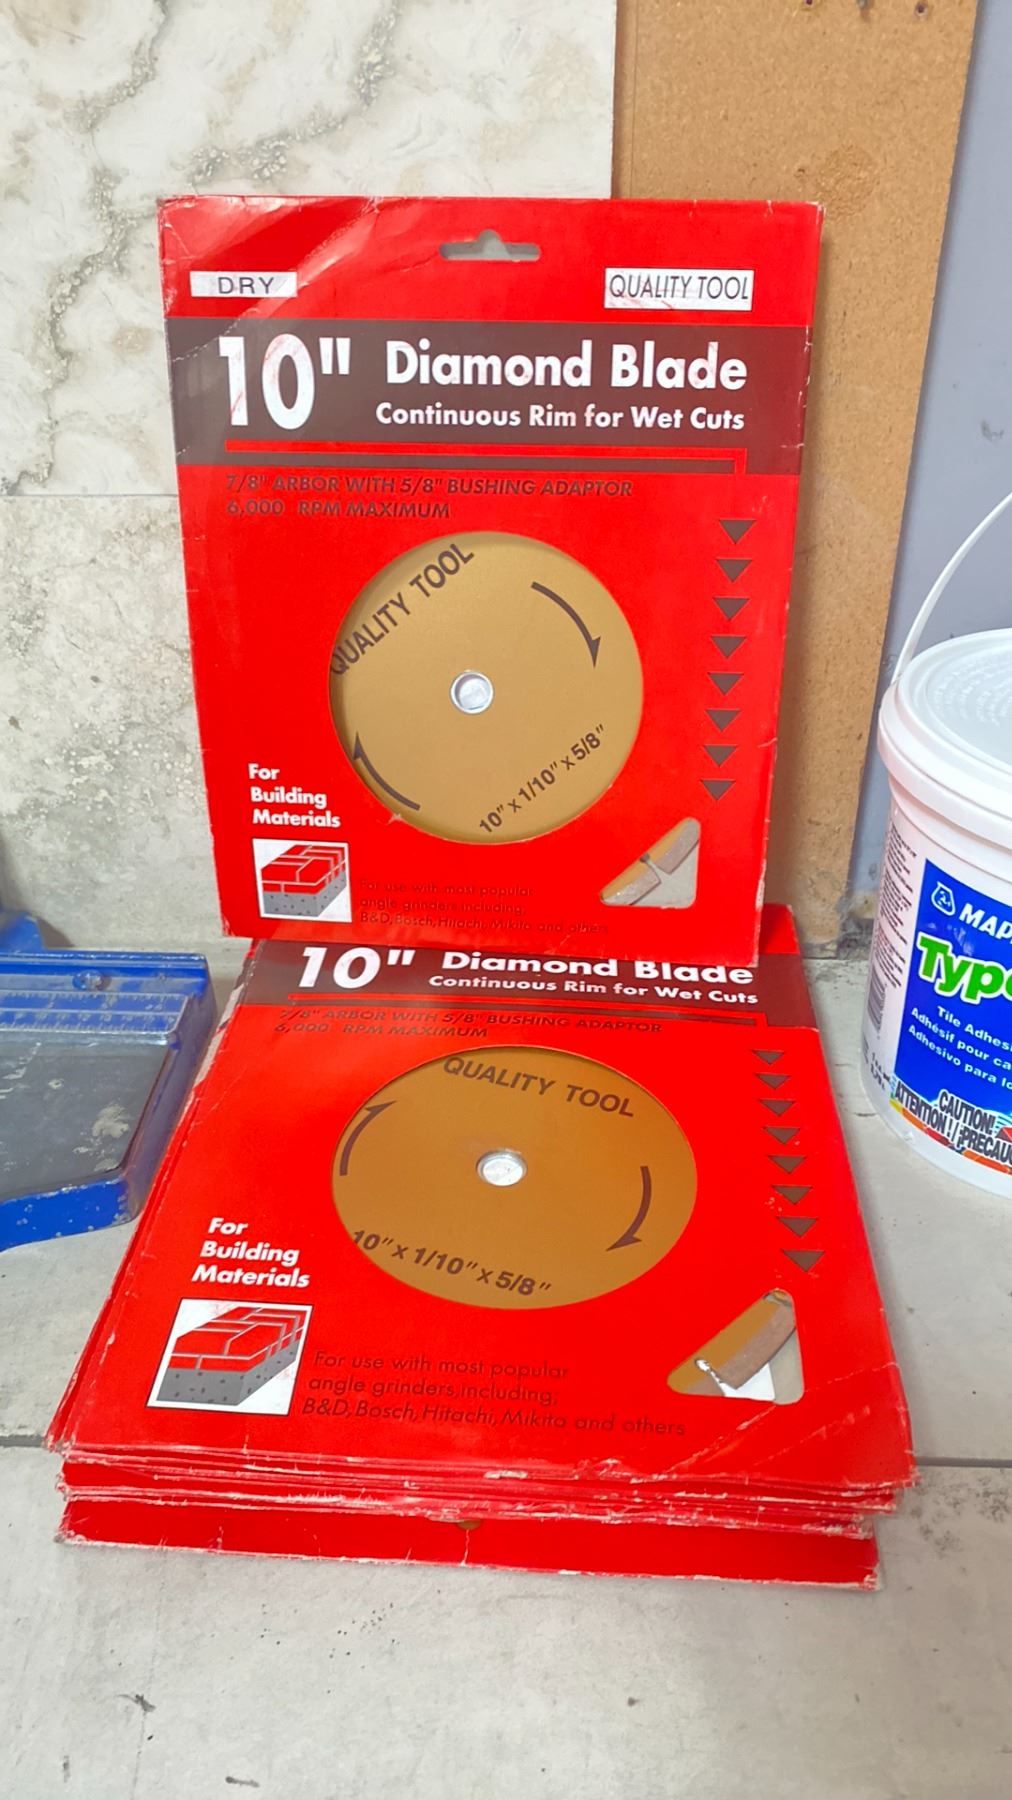 DRY
QUALITY TOOL
10" Diamond Blade
Continuous Rim for Wet Cuts
7/8" ARBOR WITH 5/8" BUSHING ADAPTOR
6,000 RPM MAXIMUM
QUALITY TOOL
10" x 1/10" x 5/8"
For
Building
Materials
For use with most popular
angle grinders, including;
B&D, Bosch, Hitachi, Mikita and others
10" Diamond Blade
Continuous Rim for Wet Cuts
7/8" ARBOR WITH 5/8" BUSHING ADAPTOR
6,000 RPM MAXIMUM
QUALITY TOOL
10" x 1/10" x 5/8"
For
Building
Materials
For use with most popular
angle grinders, including;
B&D, Bosch, Hitachi, Mikita and others
MAP
Type
Tile Adhes
Adhésif pour ca
Adhesivo para lo
CAUTION!
ATTENTION! ¡PRECAU